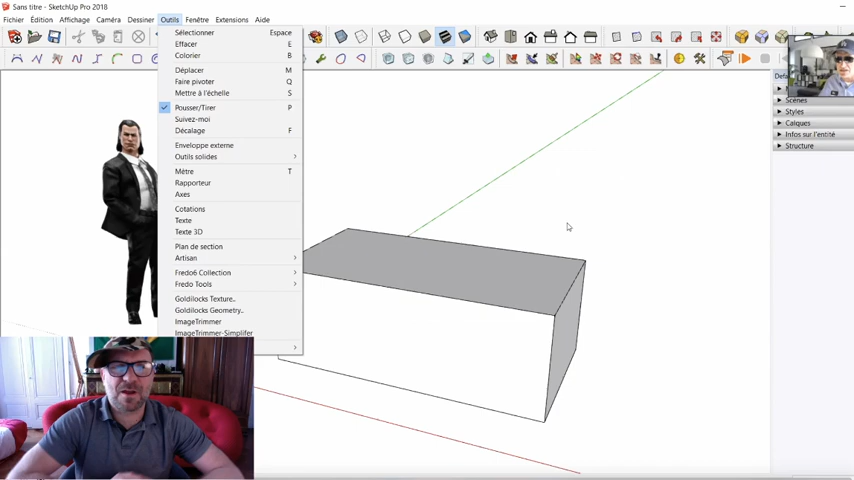 Sans titre - SketchUp Pro 2018
Fichier Édition Affichage Caméra Dessiner Outils Fenêtre Extensions Aide
Sélectionner Espace
Effacer E
Colorier B
Déplacer M
Faire pivoter Q
Mettre à l'échelle S
Pousser/Tirer P
Suivez-moi
Décalage F
Enveloppe externe
Outils solides
Mètre T
Rapporteur
Axes
Cotations
Texte
Texte 3D
Plan de section
Artisan
Fredo6 Collection
Fredo Tools
Goldilocks Texture..
Goldilocks Geometry..
ImageTrimmer
ImageTrimmer-Simplifer
Scènes
Styles
Calques
Infos sur l'entité
Structure